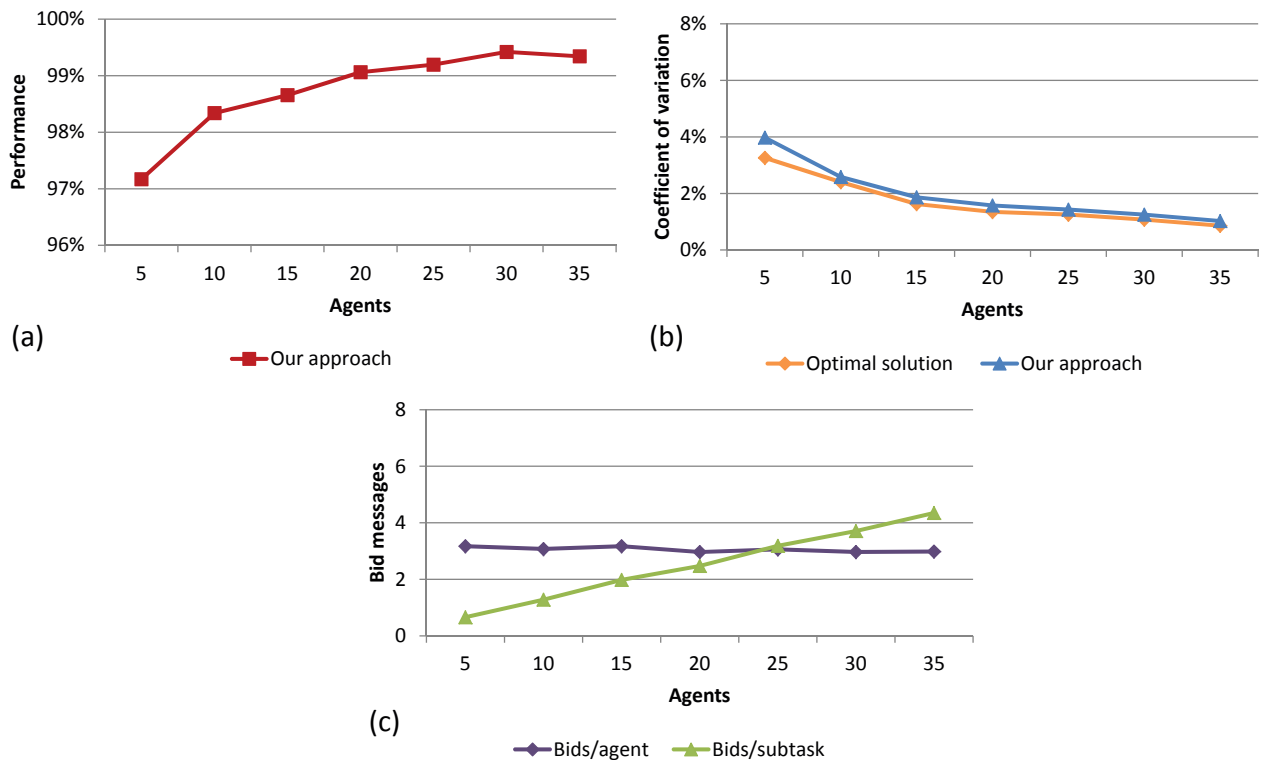 100%
99%
98%
97%
96%
Performance
5 10 15 20 25 30 35
Agents
(a)
Our approach
8%
6%
4%
2%
0%
Coefficient of variation
5 10 15 20 25 30 35
Agents
(b)
Optimal solution Our approach
8
6
4
2
0
Bid messages
5 10 15 20 25 30 35
Agents
(c)
Bids/agent Bids/subtask